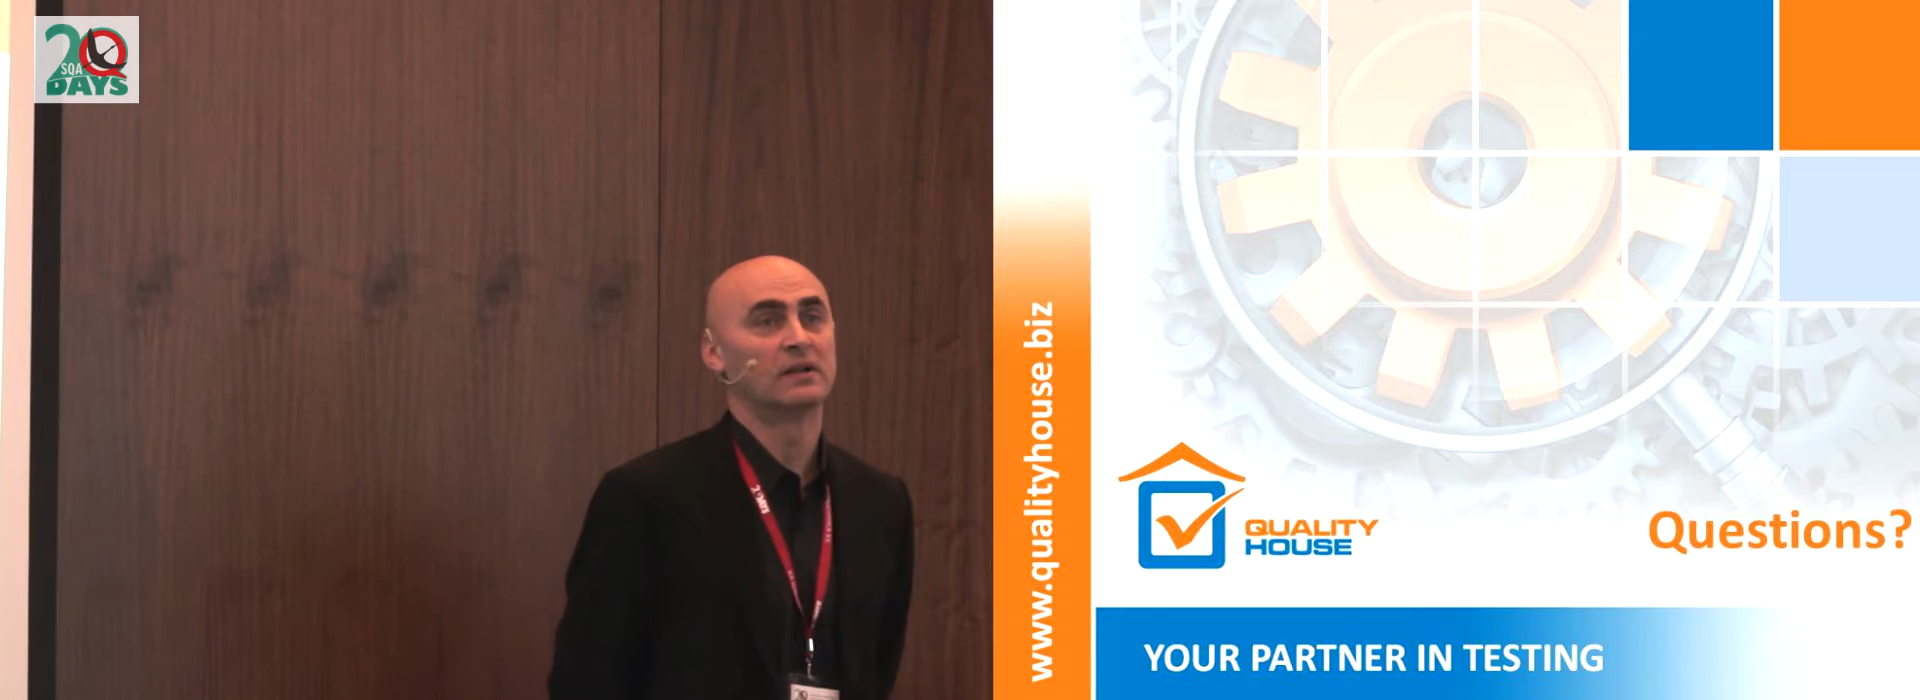 20
SQA
DAYS
www.qualityhouse.biz
QUALITY
HOUSE
Questions?
YOUR PARTNER IN TESTING